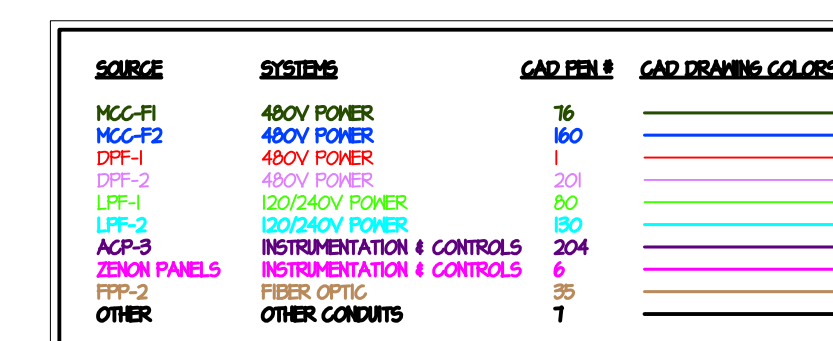 SOURCE SYSTEMS CAD PEN # CAD DRAWING COLORS
MCC-F1 480V POWER 76
MCC-F2 480V POWER 160
DPF-1 480V POWER 1
DPF-2 480V POWER 201
LPF-1 120/240V POWER 80
LPF-2 120/240V POWER 130
ACP-3 INSTRUMENTATION & CONTROLS 204
ZENON PANELS INSTRUMENTATION & CONTROLS 6
FPP-2 FIBER OPTIC 35
OTHER OTHER CONDUITS 7